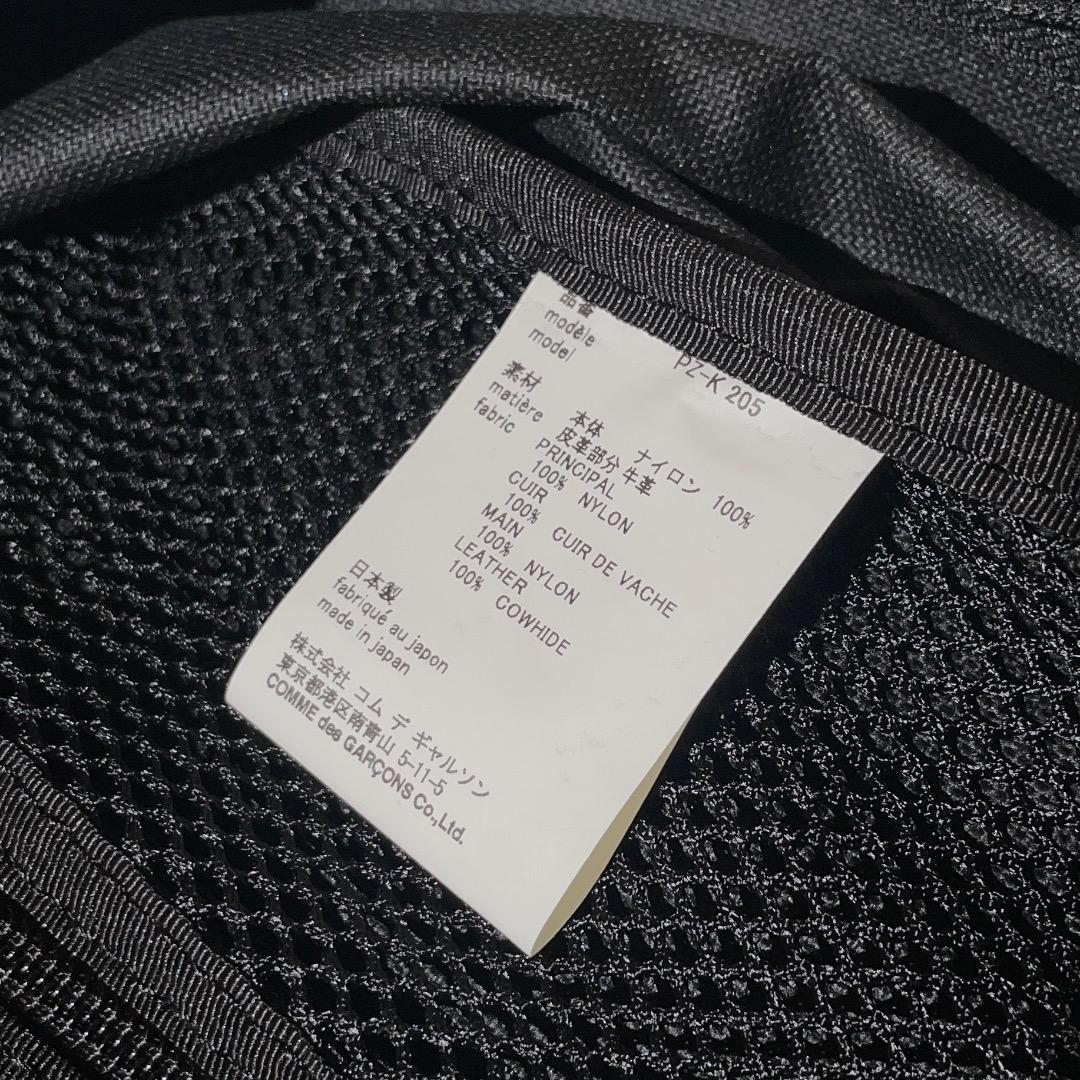 品番
modèle
model
PZ-K 205
素材
matière
fabric
本体 ナイロン 100%
皮革部分 牛革
PRINCIPAL
100% NYLON
CUIR
100% CUIR DE VACHE
MAIN
100% NYLON
LEATHER
100% COWHIDE
日本製
fabriqué au japon
made in japan
株式会社 コム デ ギャルソン
東京都港区南青山 5-11-5
COMME des GARÇONS Co.,Ltd.